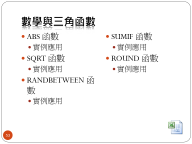 數學與三角函數
ABS 函數
實例應用
SQRT 函數
實例應用
RANDBETWEEN 函
數
實例應用
SUMIF 函數
實例應用
ROUND 函數
實例應用